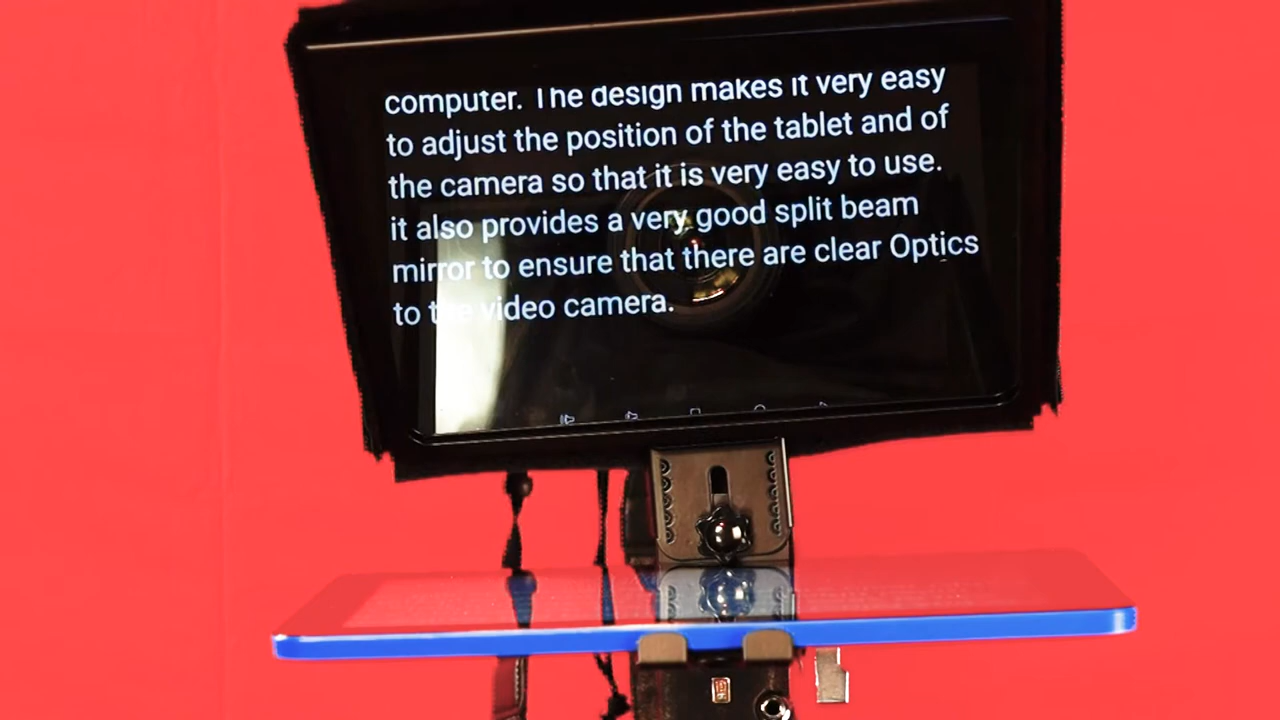 computer. The design makes it very easy
to adjust the position of the tablet and of
the camera so that it is very easy to use.
it also provides a very good split beam
mirror to ensure that there are clear Optics
to the video camera.